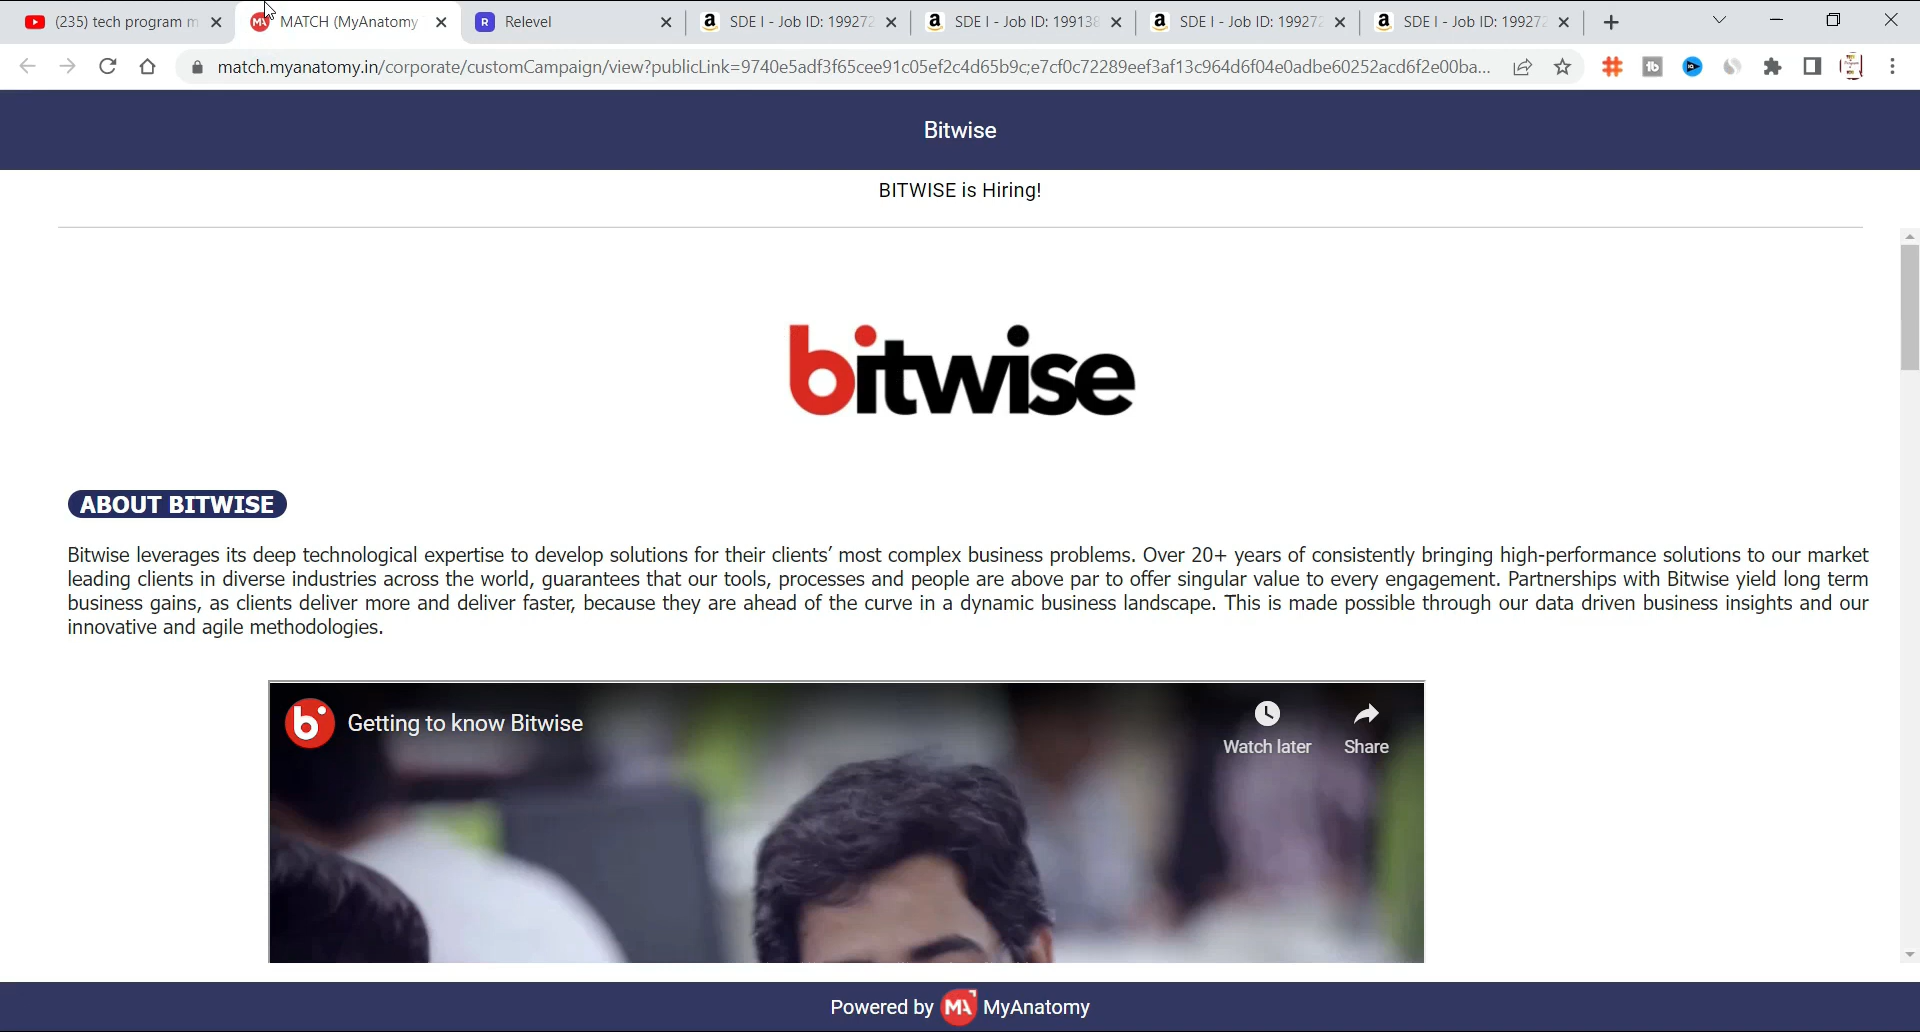 (235) tech program m
MATCH (MyAnatomy
Relevel
SDE I - Job ID: 199272
SDE I - Job ID: 199138
SDE I - Job ID: 199272
SDE I - Job ID: 199272
match.myanatomy.in/corporate/customCampaign/view?publicLink=9740e5adf3f65cee91c05ef2c4d65b9c;e7cf0c72289eef3af13c964d6f04e0adbe60252acd6f2e00ba...
Bitwise
BITWISE is Hiring!
bitwise
ABOUT BITWISE
Bitwise leverages its deep technological expertise to develop solutions for their clients’ most complex business problems. Over 20+ years of consistently bringing high-performance solutions to our market
leading clients in diverse industries across the world, guarantees that our tools, processes and people are above par to offer singular value to every engagement. Partnerships with Bitwise yield long term
business gains, as clients deliver more and deliver faster, because they are ahead of the curve in a dynamic business landscape. This is made possible through our data driven business insights and our
innovative and agile methodologies.
b Getting to know Bitwise
Watch later Share
Powered by MA MyAnatomy